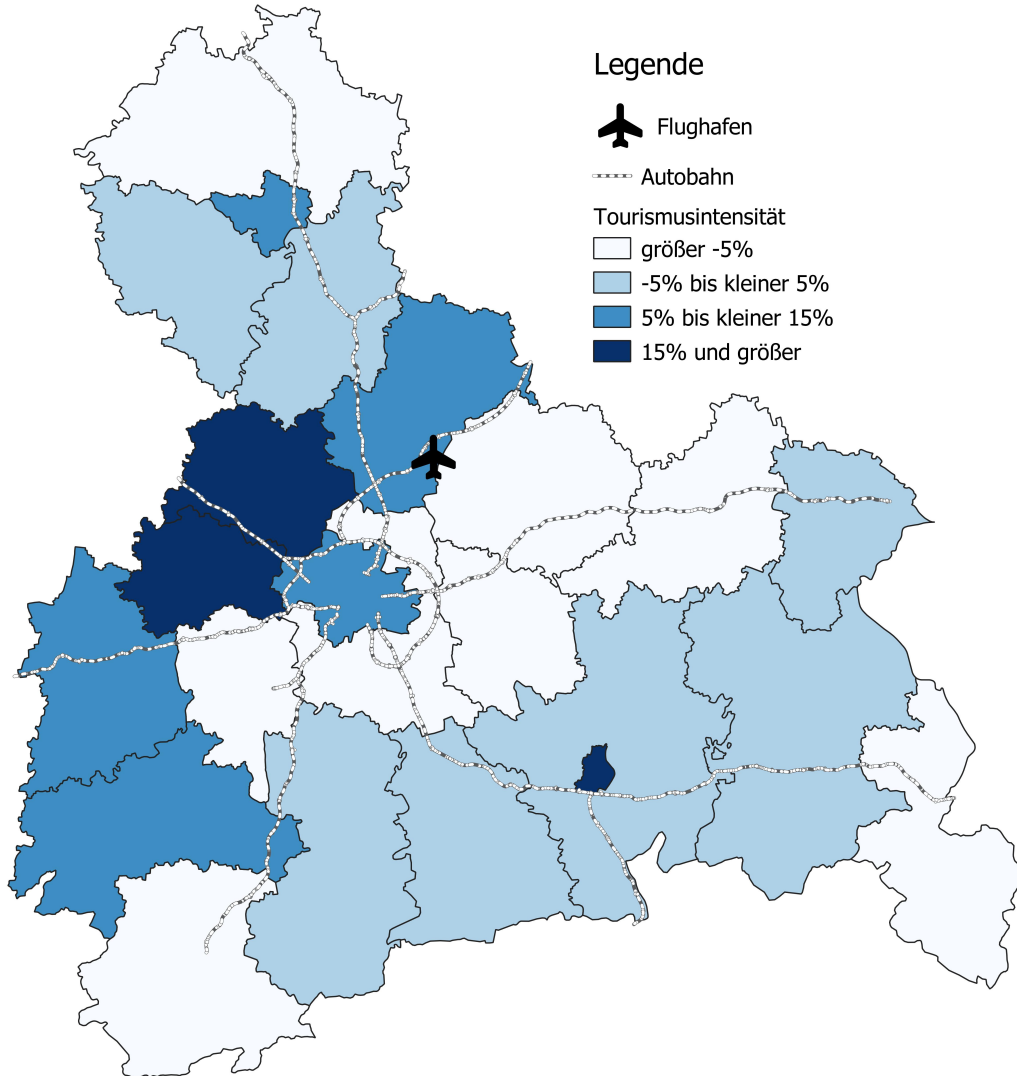 Legende
Flughafen
Autobahn
Tourismusintensität
größer -5%
-5% bis kleiner 5%
5% bis kleiner 15%
15% und größer